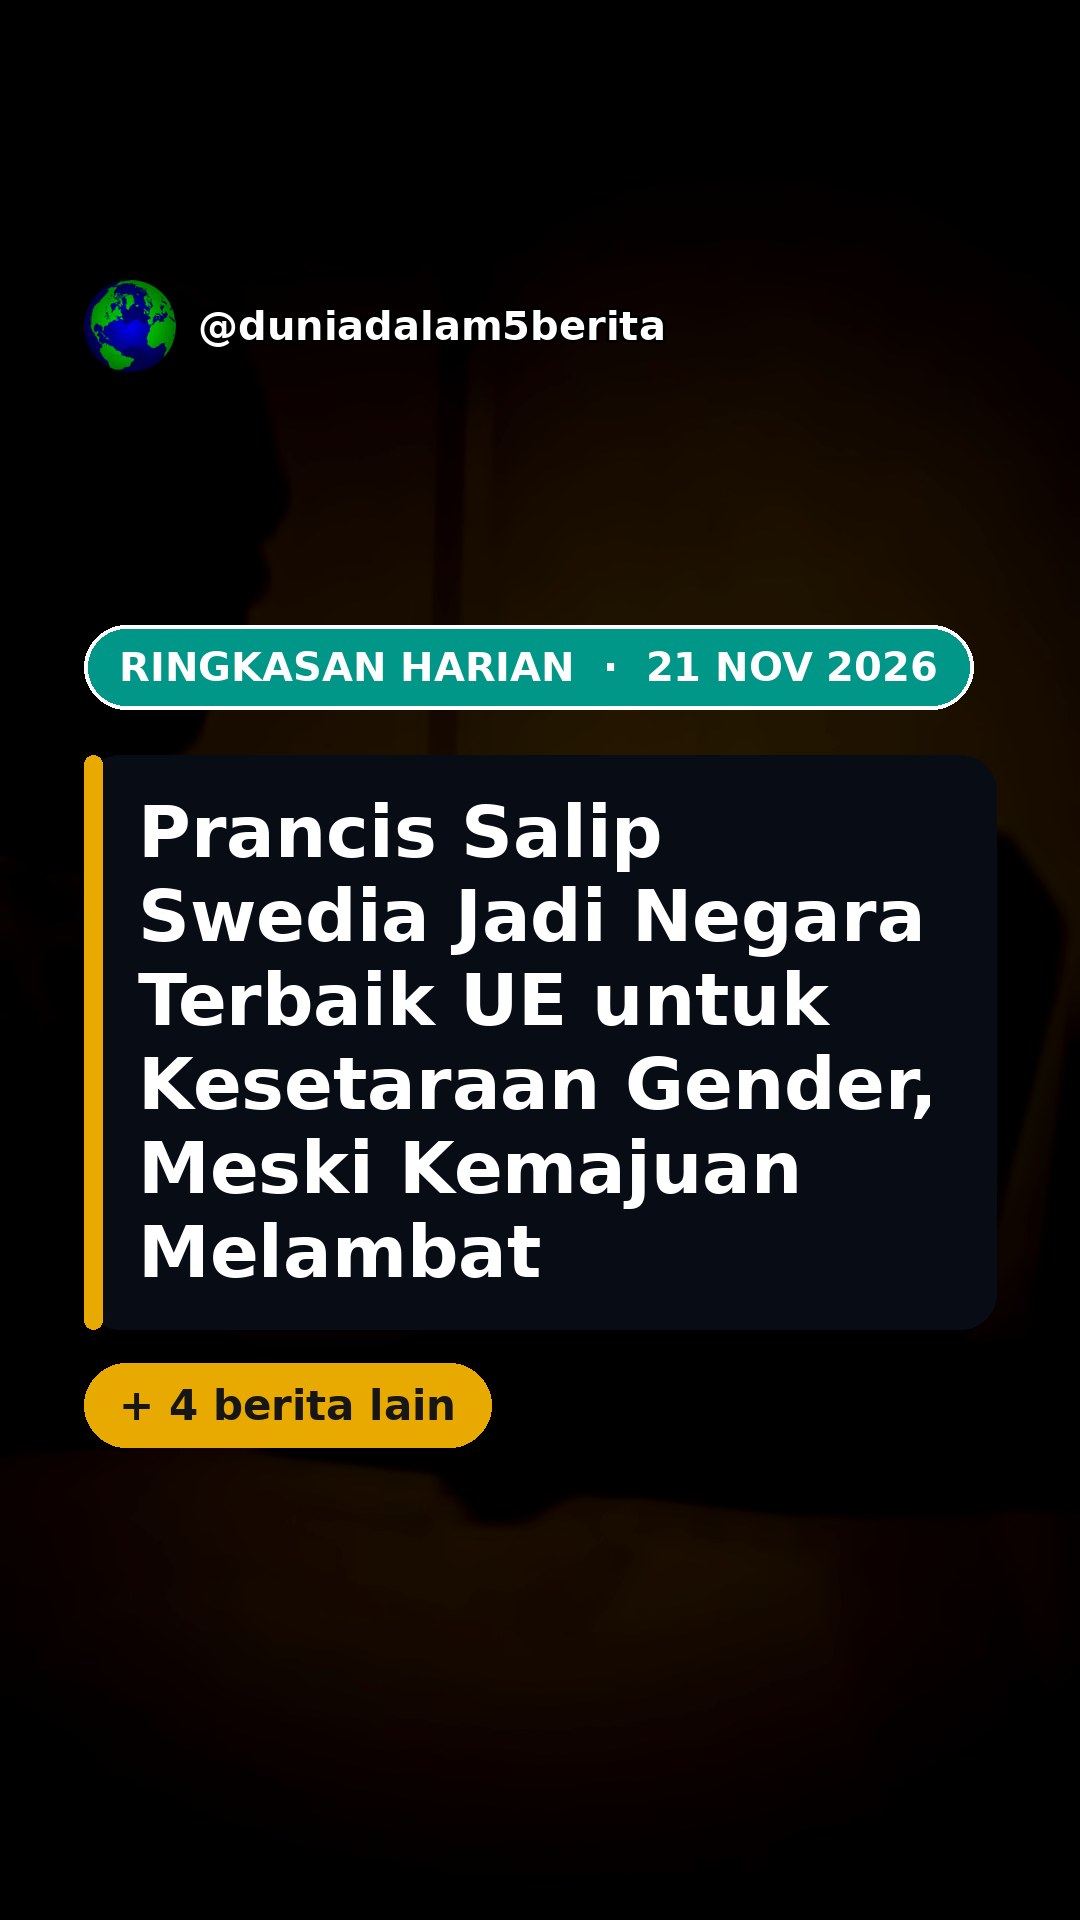 @duniadalam5berita
RINGKASAN HARIAN · 21 NOV 2026
Prancis Salip
Swedia Jadi Negara
Terbaik UE untuk
Kesetaraan Gender,
Meski Kemajuan
Melambat
+ 4 berita lain